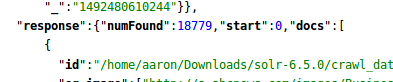 "_":"1492480610244"}},
"response":{"numFound":18779,"start":0,"docs":[
{
"id":"/home/aaron/Downloads/solr-6.5.0/crawl_dat